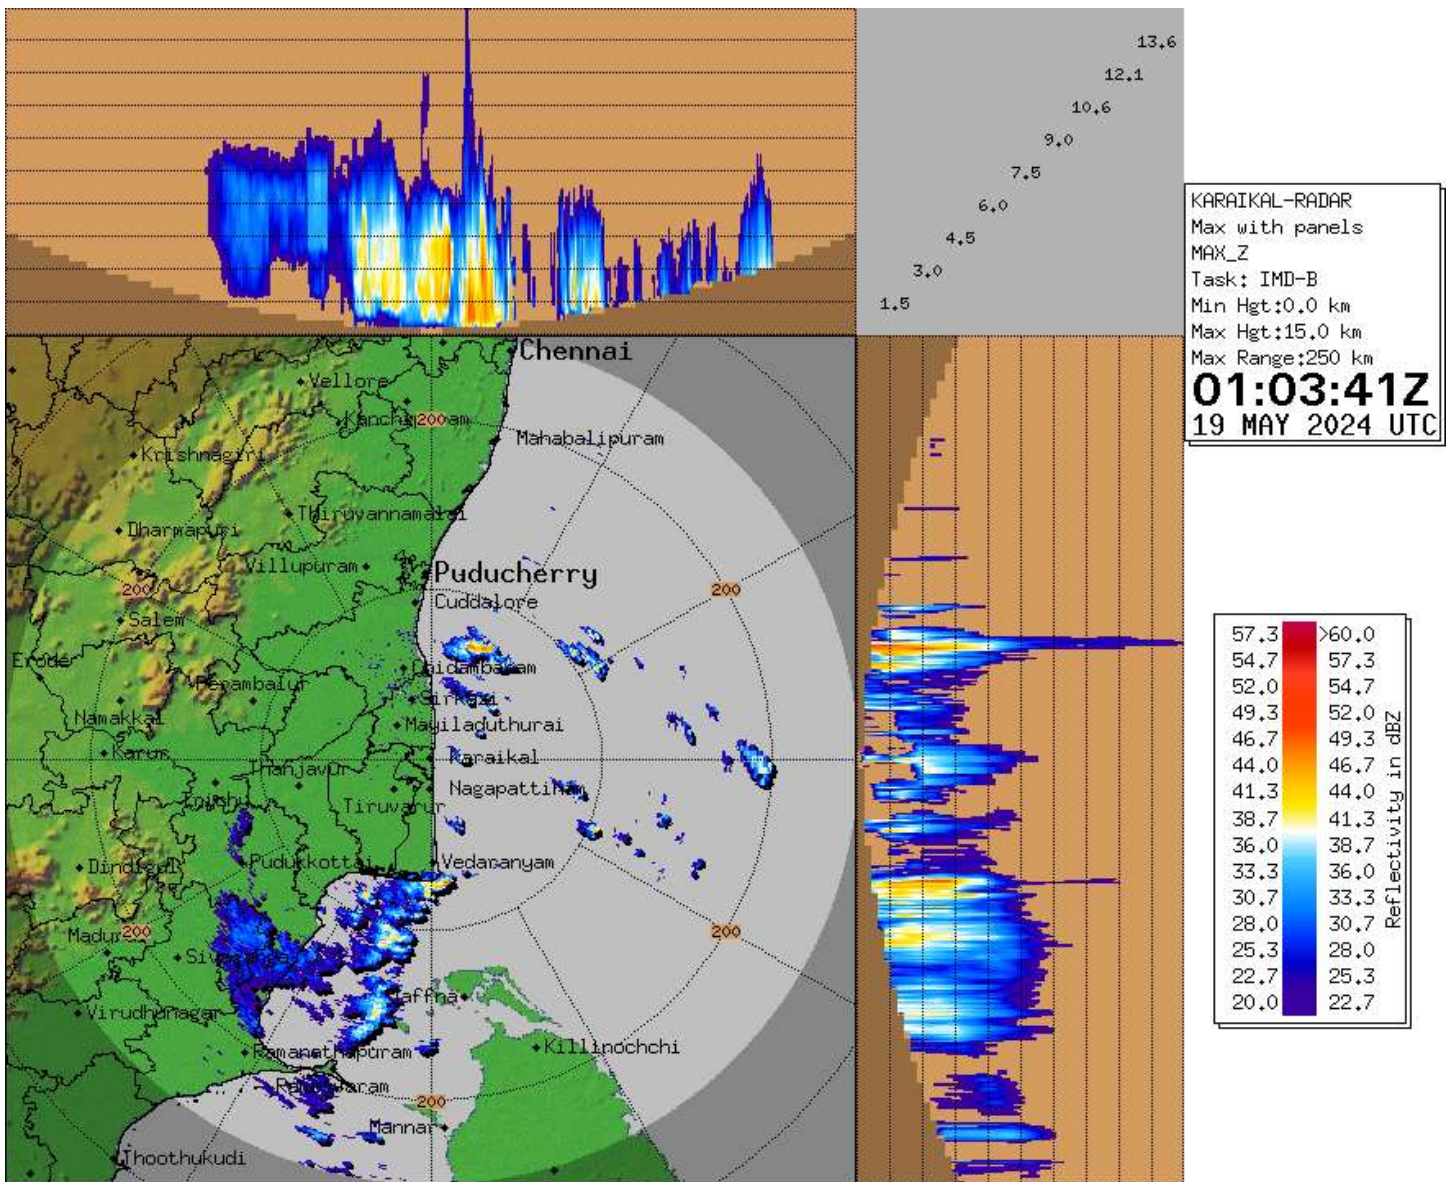 13.6
12.1
10.6
9.0
7.5
6.0
4.5
3.0
1.5
KARAIKAL-RADAR
Max with panels
MAX_Z
Task: IMD-B
Min Hgt:0.0 km
Max Hgt:15.0 km
Max Range:250 km
01:03:41Z
19 MAY 2024 UTC
Chennai
Vellore
200
Mahabalipuram
Krishnagiri
Thiruvannamalai
Dharmapuri
Villupuram
Puducherry
200
200
Cuddalore
Salem
Erode
Chidambaram
Perambalur
Sirkazi
Namakkal
Mayiladuthurai
Karur
Karaikal
Thanjavur
Nagapattinam
Tiruvarur
Trichy
Dindigul
Pudukkottai
Vedaranyam
200
200
Sivagangai
Jaffna
Virudhunagar
Ramanathapuram
Killinochchi
200
Mannar
Thoothukudi
57.3 >60.0
54.7 57.3
52.0 54.7
49.3 52.0
46.7 49.3
44.0 46.7
41.3 44.0
38.7 41.3
36.0 38.7
33.3 36.0
30.7 33.3
28.0 30.7
25.3 28.0
22.7 25.3
20.0 22.7
Reflectivity in dBZ